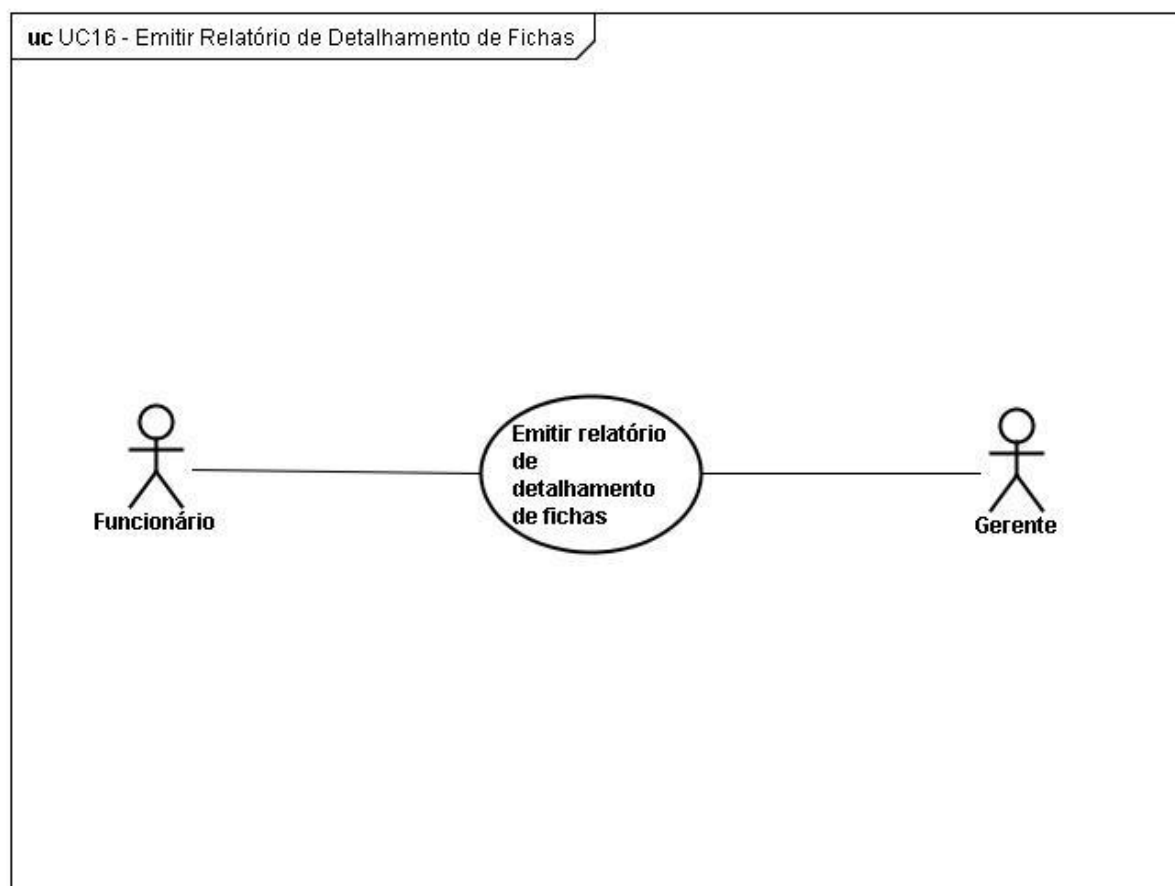 uc UC16 - Emitir Relatório de Detalhamento de Fichas
Emitir relatório
de
detalhamento
de fichas
Funcionário
Gerente